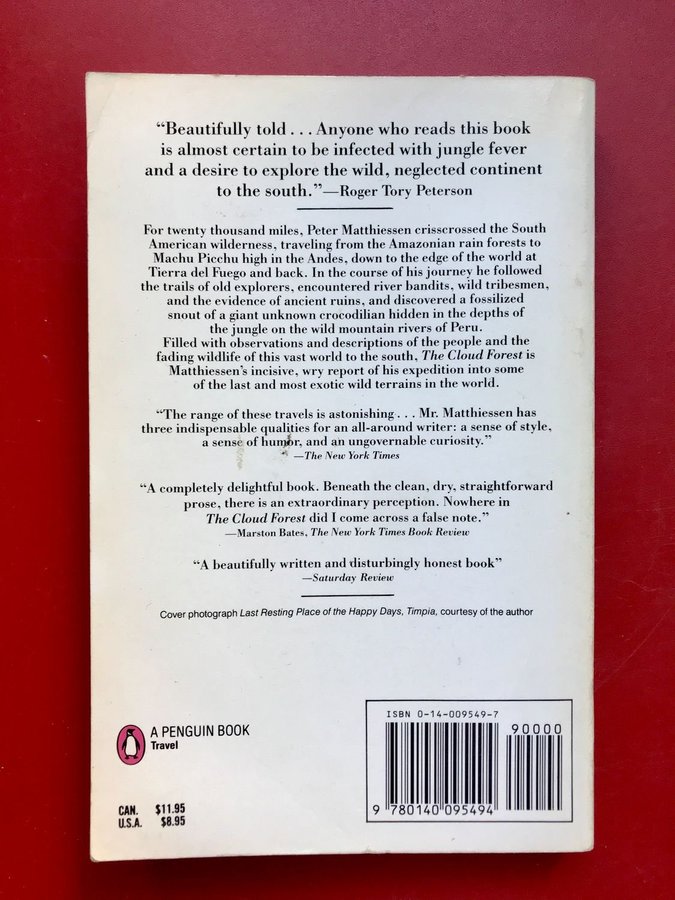 “Beautifully told . . . Anyone who reads this book
is almost certain to be infected with jungle fever
and a desire to explore the wild, neglected continent
to the south.”—Roger Tory Peterson
For twenty thousand miles, Peter Matthiessen crisscrossed the South
American wilderness, traveling from the Amazonian rain forests to
Machu Picchu high in the Andes, down to the edge of the world at
Tierra del Fuego and back. In the course of his journey he followed
the trails of old explorers, encountered river bandits, wild tribesmen,
and the evidence of ancient ruins, and discovered a fossilized
snout of a giant unknown crocodilian hidden in the depths of
the jungle on the wild mountain rivers of Peru.
Filled with observations and descriptions of the people and the
fading wildlife of this vast world to the south, The Cloud Forest is
Matthiessen’s incisive, wry report of his expedition into some
of the last and most exotic wild terrains in the world.
“The range of these travels is astonishing . . . Mr. Matthiessen has
three indispensable qualities for an all-around writer: a sense of style,
a sense of humor, and an ungovernable curiosity.”
—The New York Times
“A completely delightful book. Beneath the clean, dry, straightforward
prose, there is an extraordinary perception. Nowhere in
The Cloud Forest did I come across a false note.”
—Marston Bates, The New York Times Book Review
“A beautifully written and disturbingly honest book”
—Saturday Review
Cover photograph Last Resting Place of the Happy Days, Timpia, courtesy of the author
A PENGUIN BOOK
Travel
CAN. $11.95
U.S.A. $8.95
ISBN 0-14-009549-7
90000
9 780140 095494